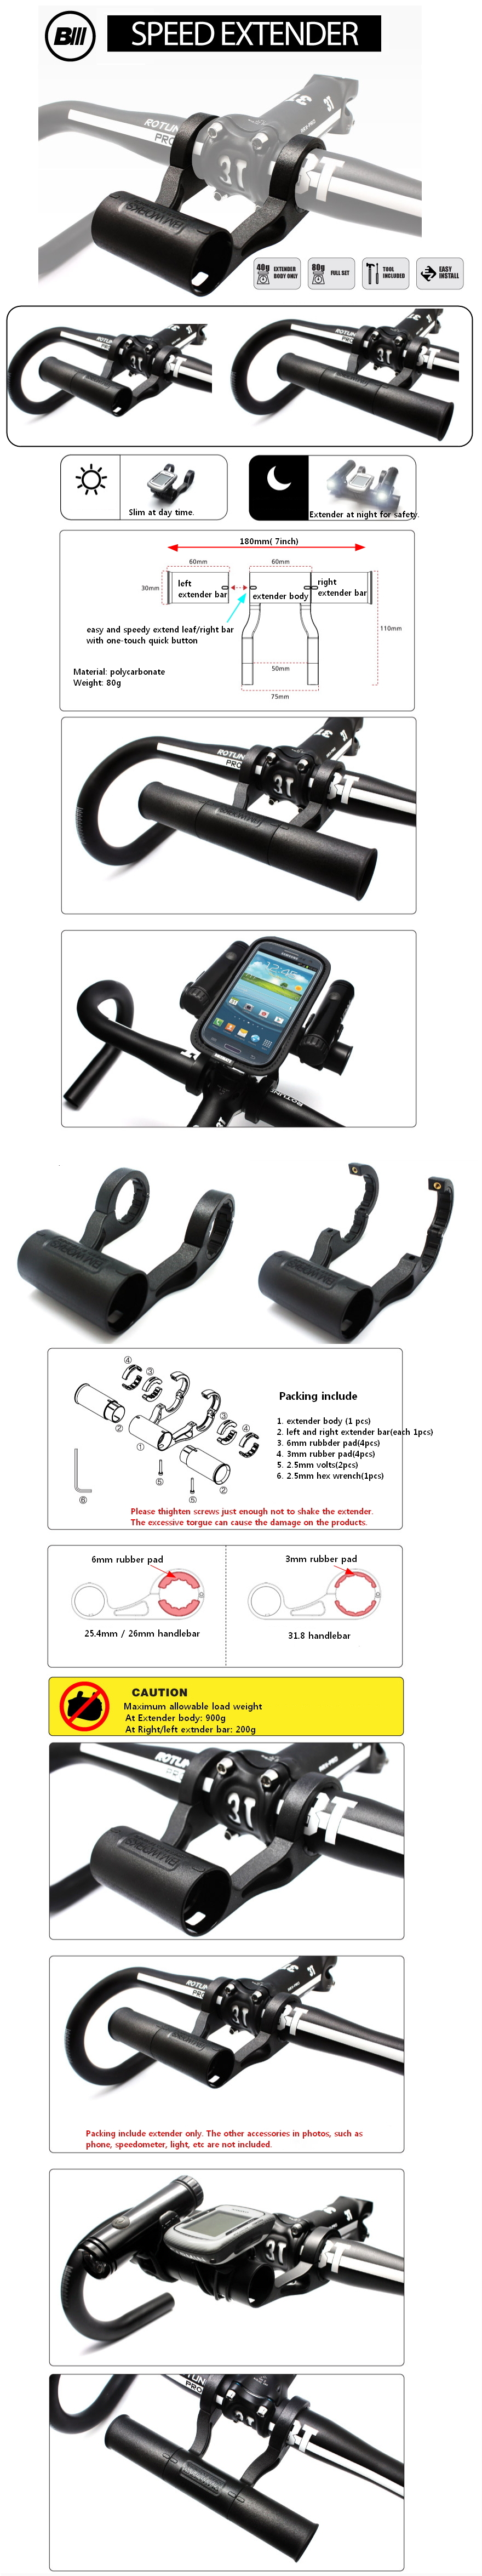 BM
SPEED EXTENDER
40g EXTENDER BODY ONLY
80g FULL SET
TOOL INCLUDED
EASY INSTALL
Slim at day time.
Extender at night for safety.
180mm( 7inch)
60mm
60mm
30mm
left
extender bar
extender body
right
extender bar
easy and speedy extend leaf/right bar
with one-touch quick button
110mm
Material: polycarbonate
Weight: 80g
50mm
75mm
Packing include
1. extender body (1 pcs)
2. left and right extender bar(each 1pcs)
3. 6mm rubbder pad(4pcs)
4. 3mm rubber pad(4pcs)
5. 2.5mm volts(2pcs)
6. 2.5mm hex wrench(1pcs)
Please thighten screws just enough not to shake the extender.
The excessive torgue can cause the damage on the products.
6mm rubber pad
3mm rubber pad
25.4mm / 26mm handlebar
31.8 handlebar
CAUTION
Maximum allowable load weight
At Extender body: 900g
At Right/left extnder bar: 200g
Packing include extender only. The other accessories in photos, such as
phone, speedometer, light, etc are not included.